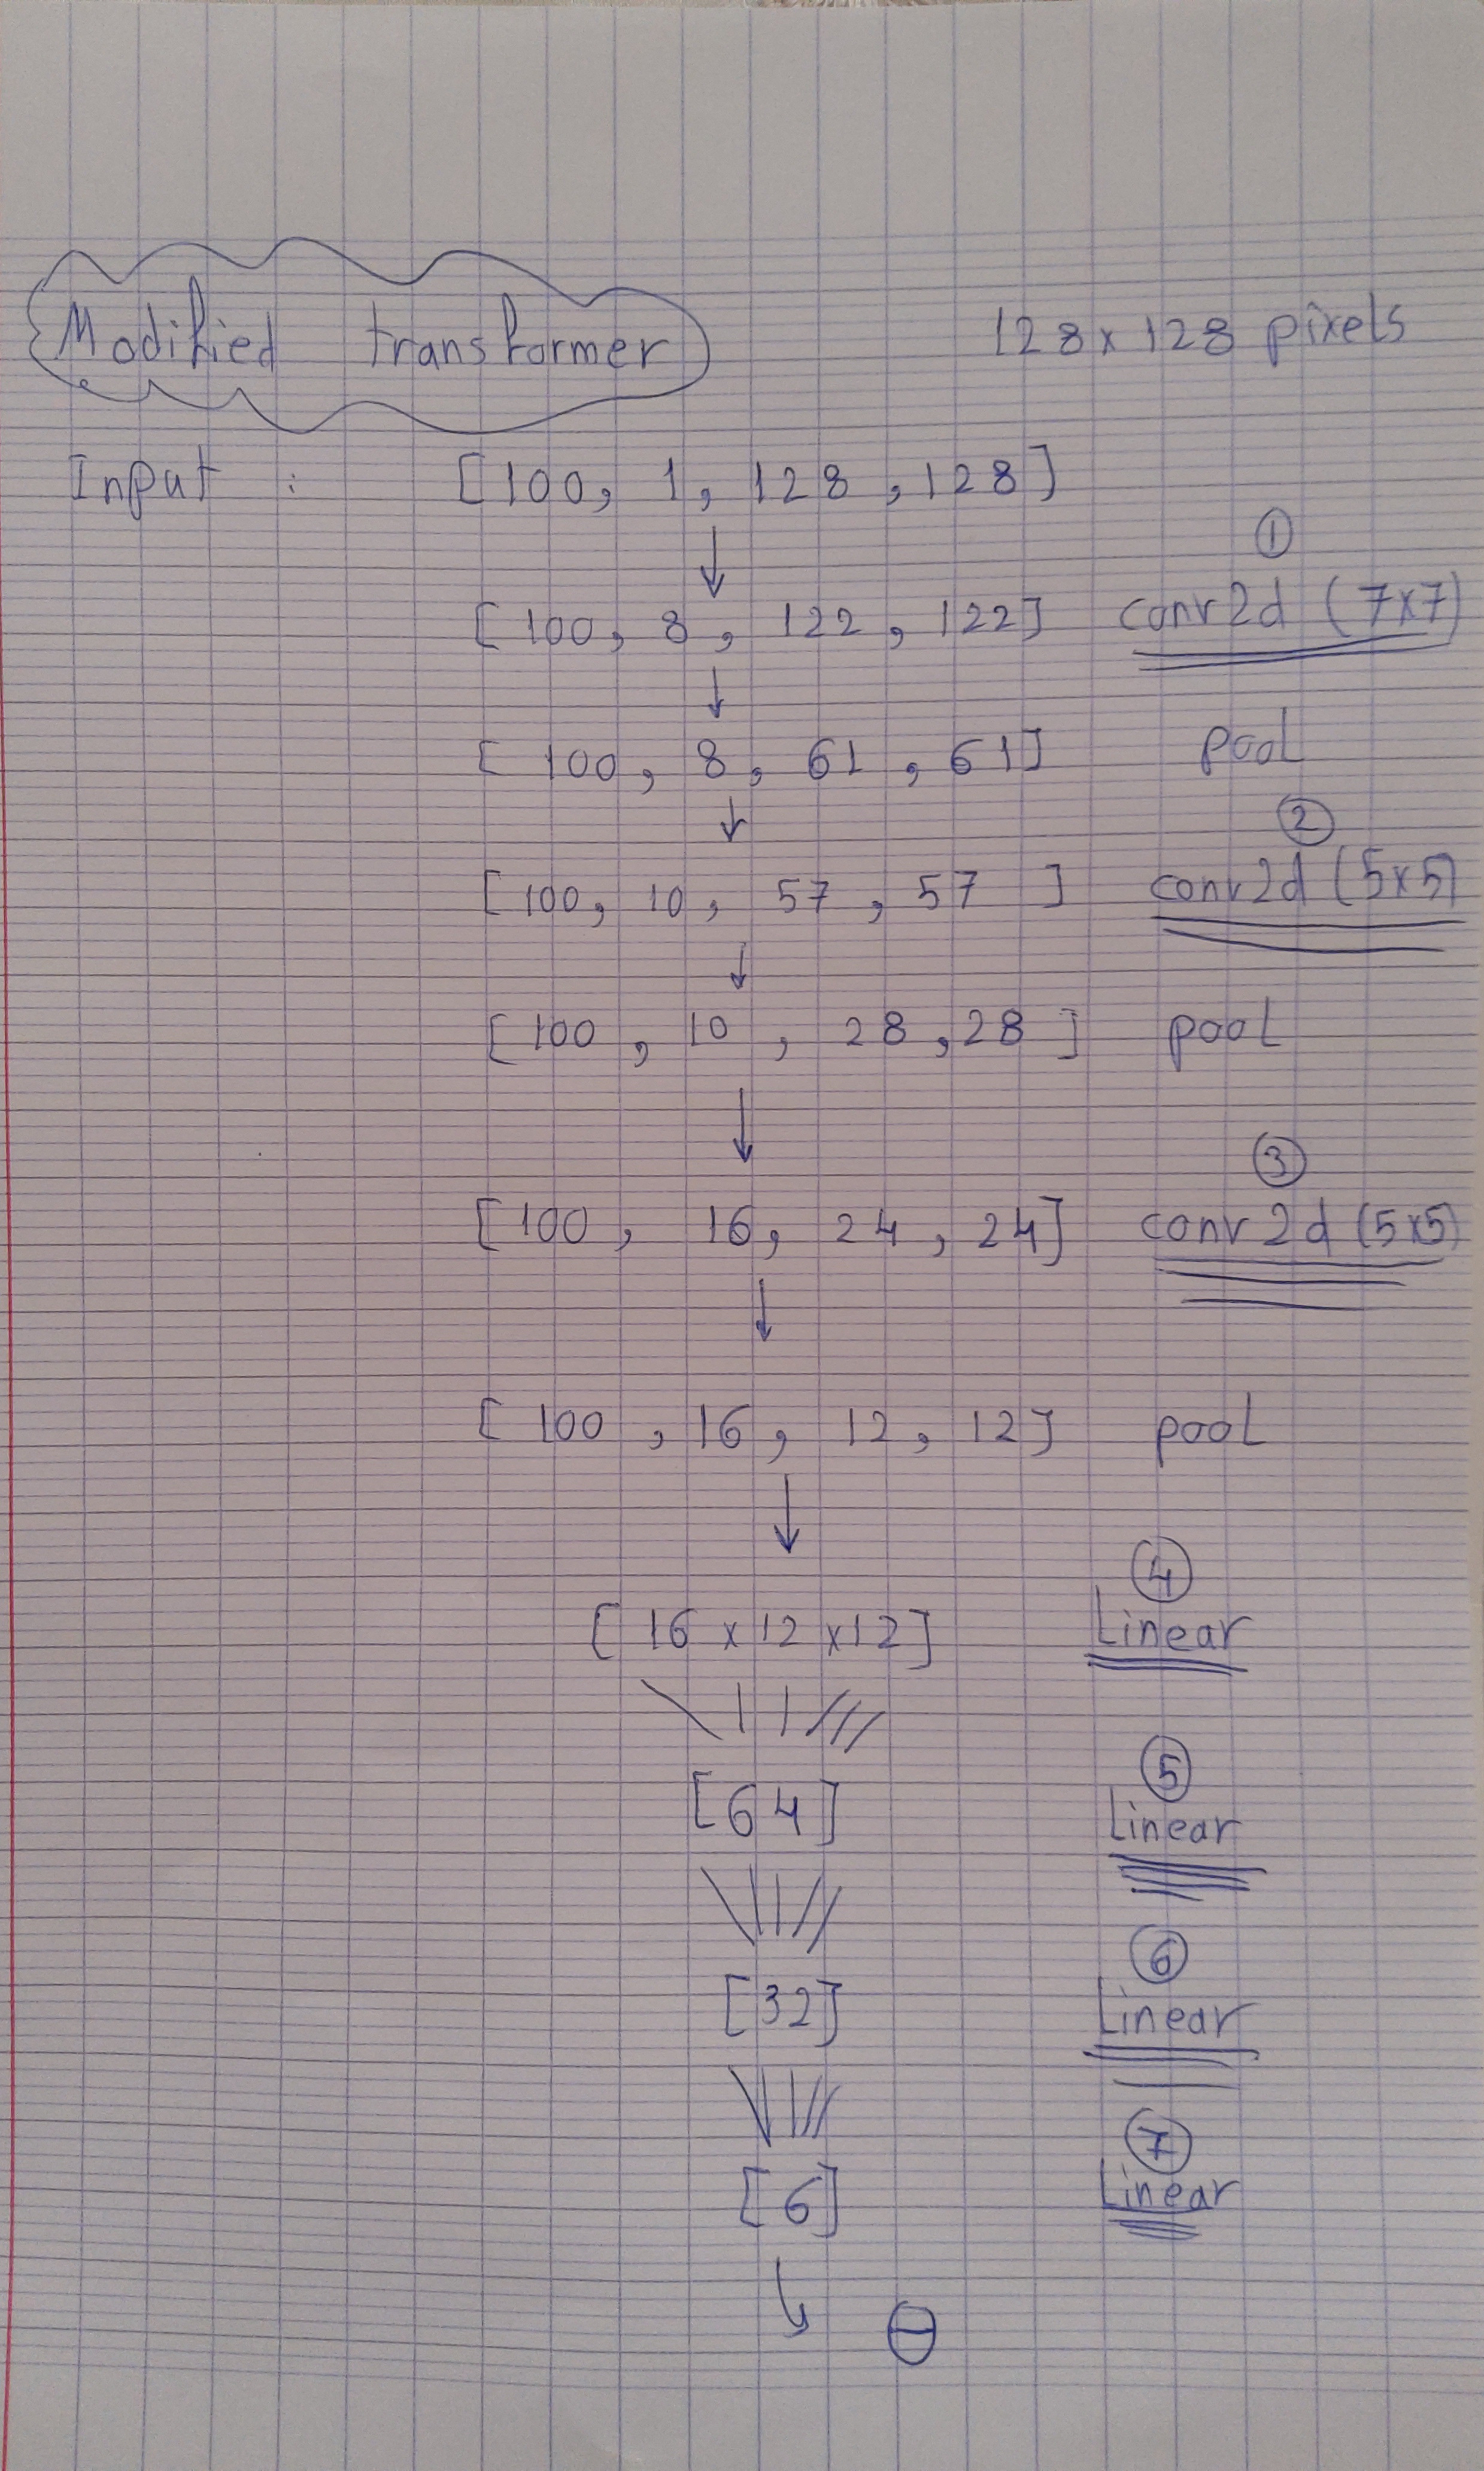 Modified transformer 128 x 128 pixels
Input : [100, 1, 128, 128]
↓ ①
[100, 8, 122, 122] conv2d (7x7)
↓
[100, 8, 61, 61] pool
↓ ②
[100, 10, 57, 57] conv2d (5x5)
↓
[100, 10, 28, 28] pool
↓ ③
[100, 16, 24, 24] conv2d (5x5)
↓
[100, 16, 12, 12] pool
↓ ④
[16 x 12 x 12] Linear
⑤
[64] Linear
⑥
[32] Linear
⑦
[6] Linear
θ